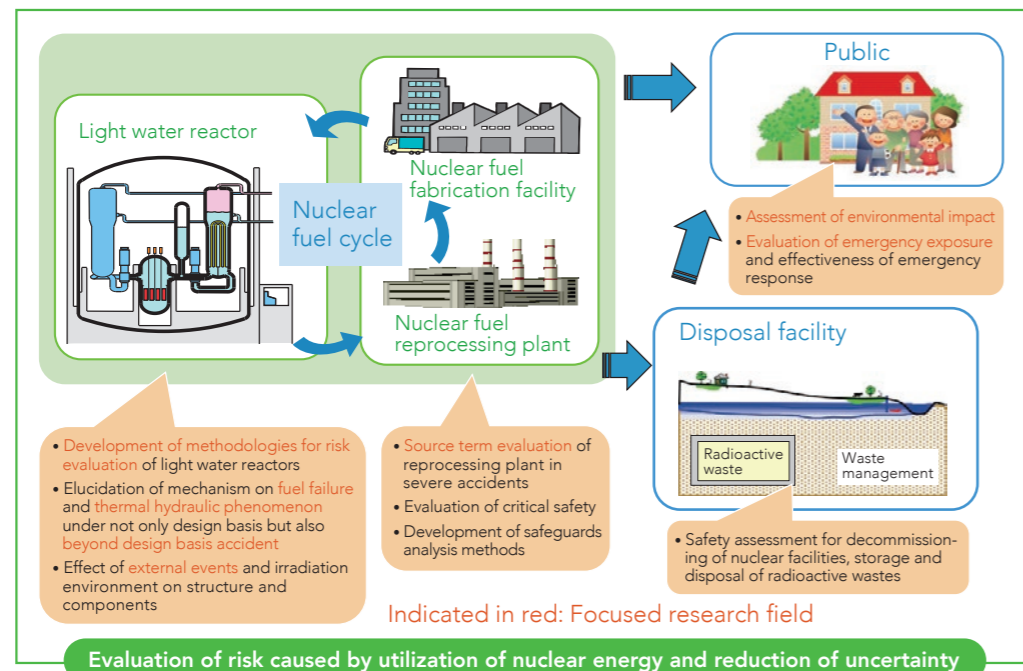 Public
Light water reactor
Nuclear fuel
fabrication facility
Nuclear
fuel cycle
Nuclear fuel
reprocessing plant
• Assessment of environmental impact
• Evaluation of emergency exposure
and effectiveness of emergency
response
Disposal facility
Radioactive
waste
Waste
management
• Development of methodologies for risk
evaluation of light water reactors
• Elucidation of mechanism on fuel failure
and thermal hydraulic phenomenon
under not only design basis but also
beyond design basis accident
• Effect of external events and irradiation
environment on structure and
components
• Source term evaluation of
reprocessing plant in
severe accidents
• Evaluation of critical safety
• Development of safeguards
analysis methods
• Safety assessment for decommission-
ing of nuclear facilities, storage and
disposal of radioactive wastes
Indicated in red: Focused research field
Evaluation of risk caused by utilization of nuclear energy and reduction of uncertainty